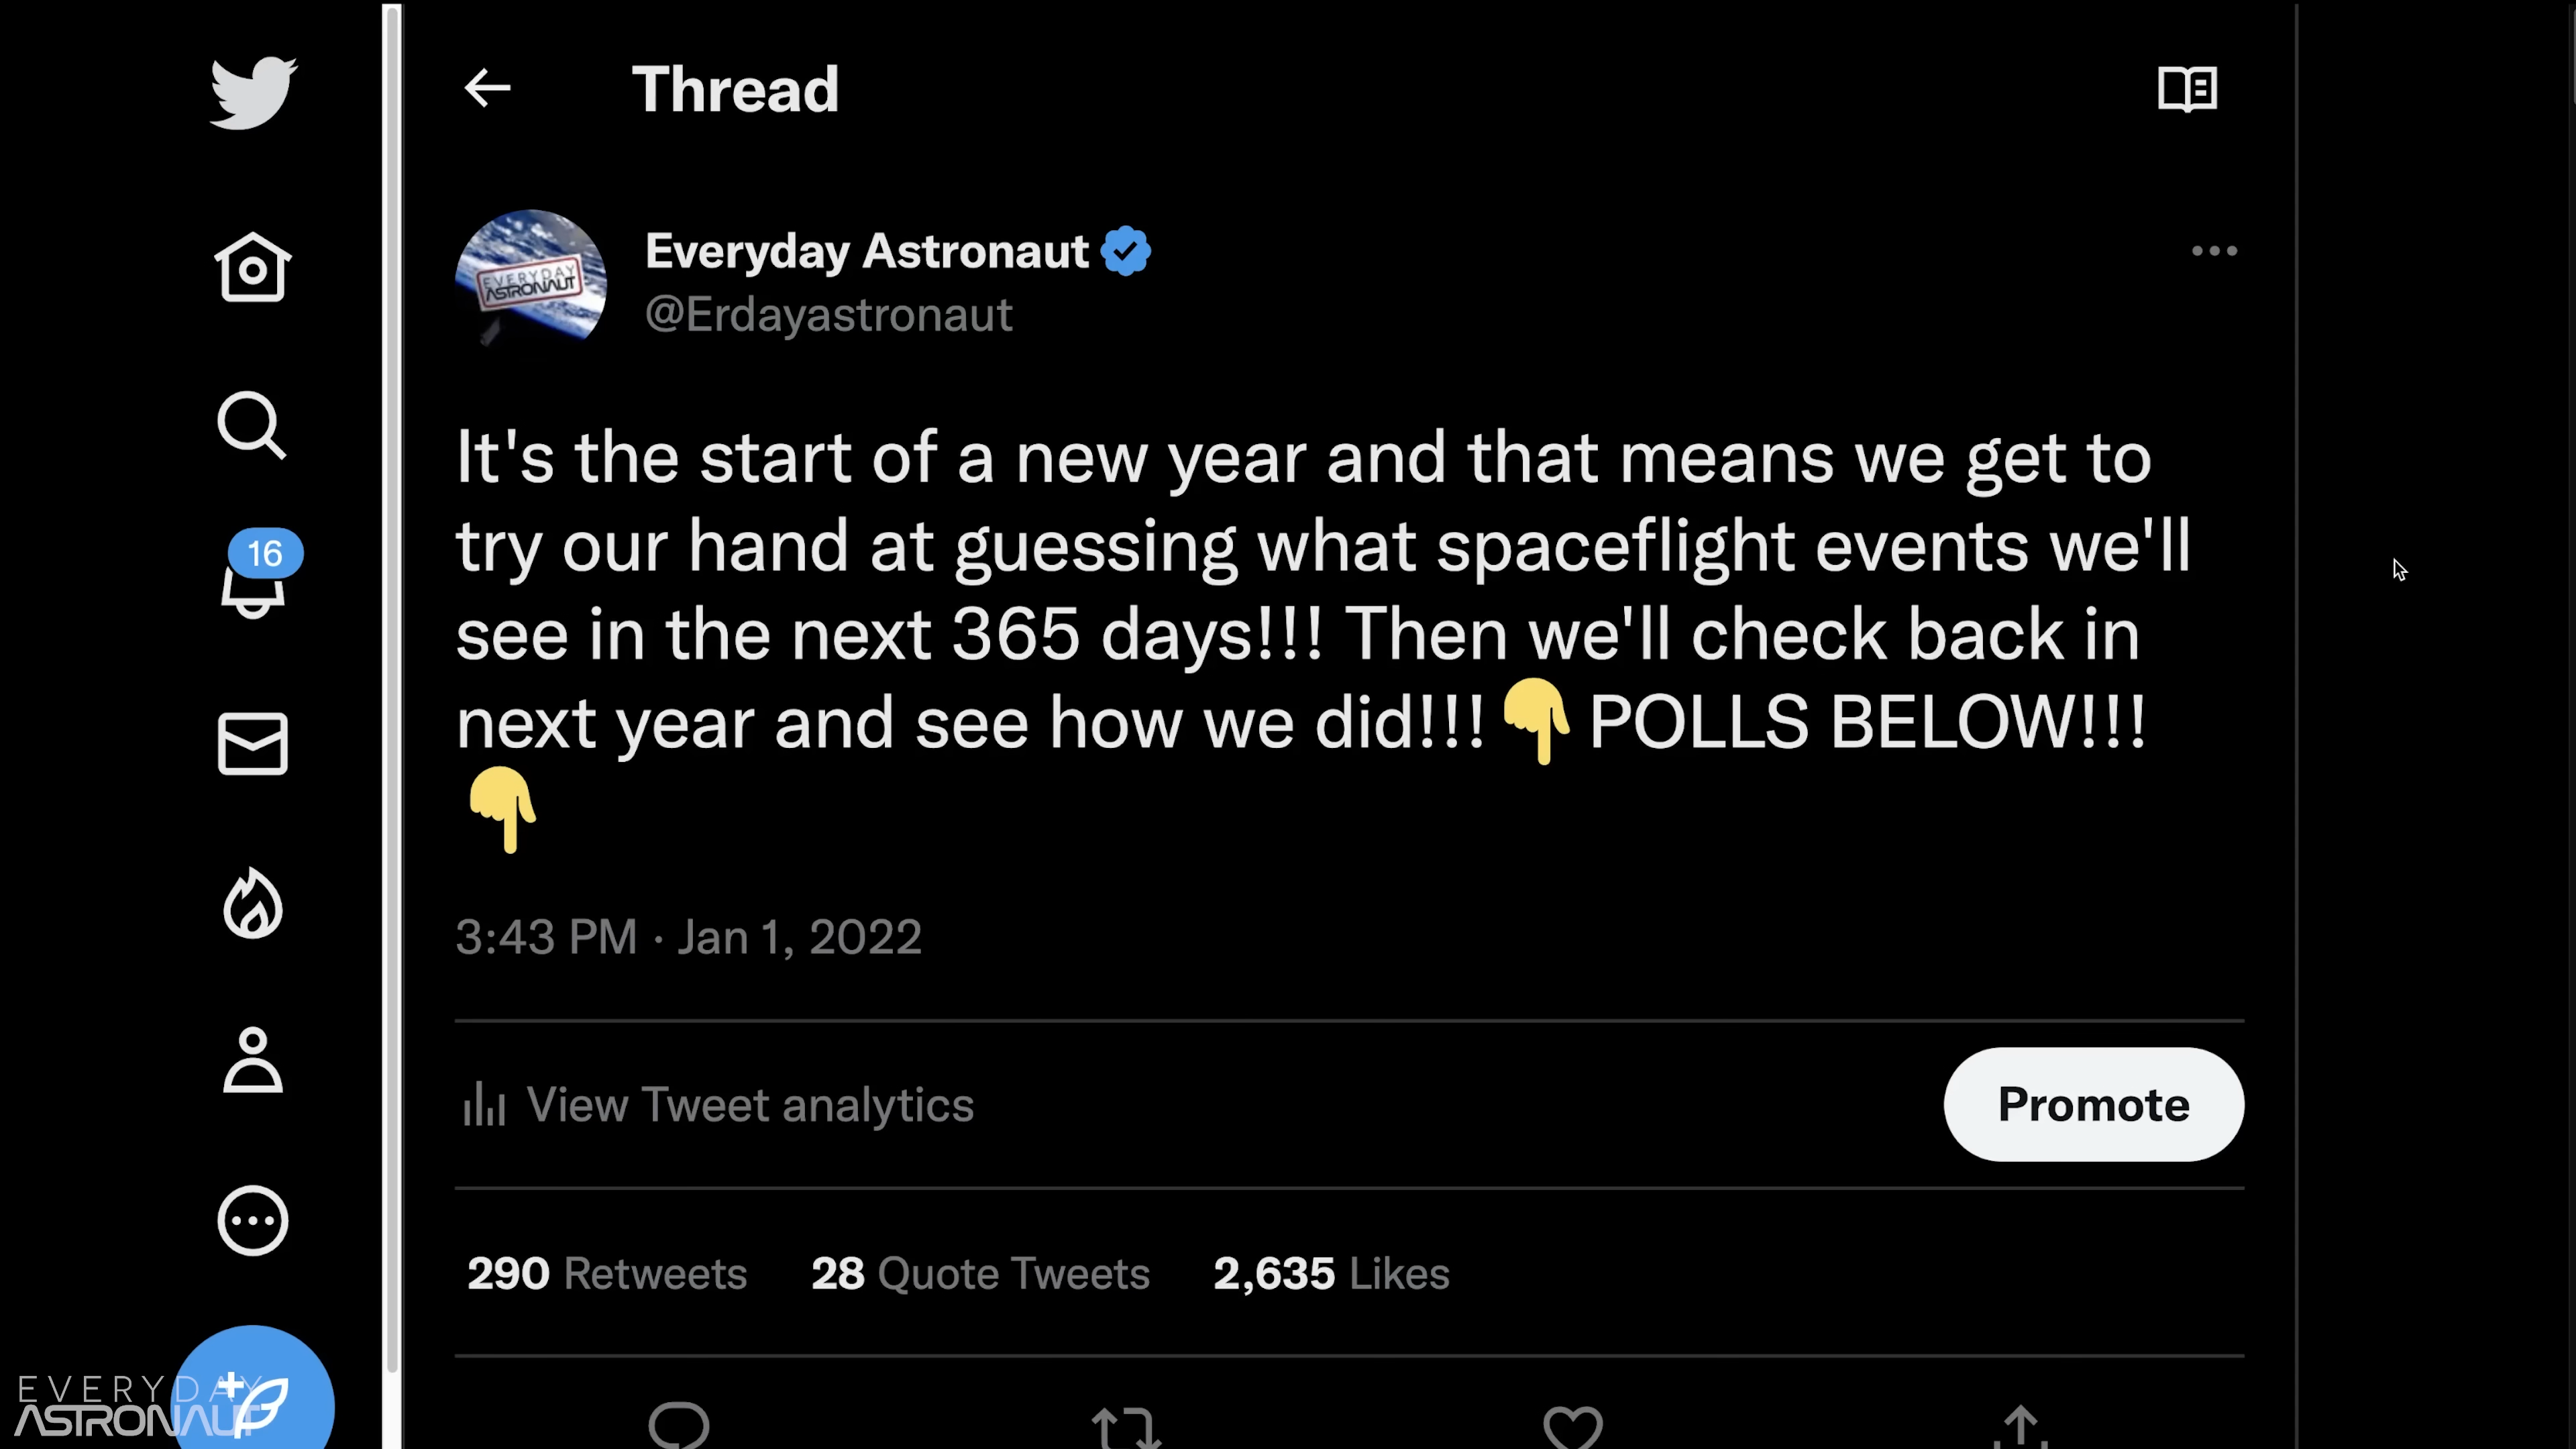 Thread
Everyday Astronaut
@Erdayastronaut
EVERYDAY
ASTRONAUT
16
It's the start of a new year and that means we get to
try our hand at guessing what spaceflight events we'll
see in the next 365 days!!! Then we'll check back in
next year and see how we did!!!👇POLLS BELOW!!!
👇
3:43 PM · Jan 1, 2022
View Tweet analytics
Promote
290 Retweets 28 Quote Tweets 2,635 Likes
EVERYDAY
ASTRONAUT